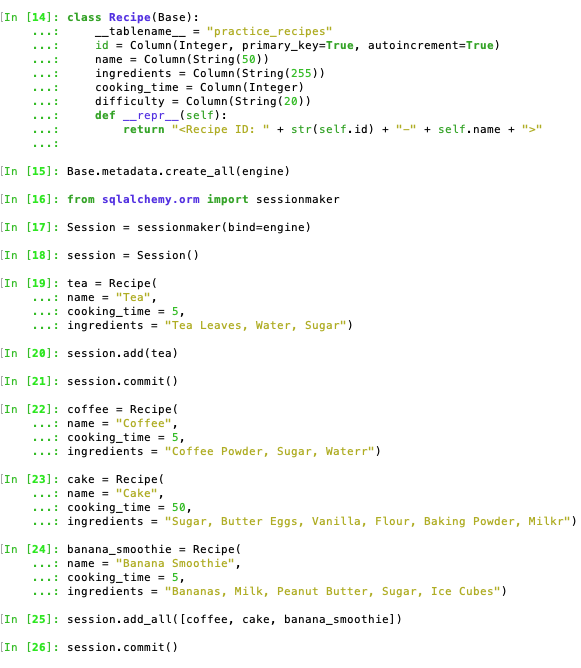 [In [14]: class Recipe(Base):
    ...:     __tablename__ = "practice_recipes"
    ...:     id = Column(Integer, primary_key=True, autoincrement=True)
    ...:     name = Column(String(50))
    ...:     ingredients = Column(String(255))
    ...:     cooking_time = Column(Integer)
    ...:     difficulty = Column(String(20))
    ...:     def __repr__(self):
    ...:         return "<Recipe ID: " + str(self.id) + "-" + self.name + ">"
    ...:
[In [15]: Base.metadata.create_all(engine)
[In [16]: from sqlalchemy.orm import sessionmaker
[In [17]: Session = sessionmaker(bind=engine)
[In [18]: session = Session()
[In [19]: tea = Recipe(
    ...: name = "Tea",
    ...: cooking_time = 5,
    ...: ingredients = "Tea Leaves, Water, Sugar")
[In [20]: session.add(tea)
[In [21]: session.commit()
[In [22]: coffee = Recipe(
    ...: name = "Coffee",
    ...: cooking_time = 5,
    ...: ingredients = "Coffee Powder, Sugar, Waterr")
[In [23]: cake = Recipe(
    ...: name = "Cake",
    ...: cooking_time = 50,
    ...: ingredients = "Sugar, Butter Eggs, Vanilla, Flour, Baking Powder, Milkr")
[In [24]: banana_smoothie = Recipe(
    ...: name = "Banana Smoothie",
    ...: cooking_time = 5,
    ...: ingredients = "Bananas, Milk, Peanut Butter, Sugar, Ice Cubes")
[In [25]: session.add_all([coffee, cake, banana_smoothie])
[In [26]: session.commit()